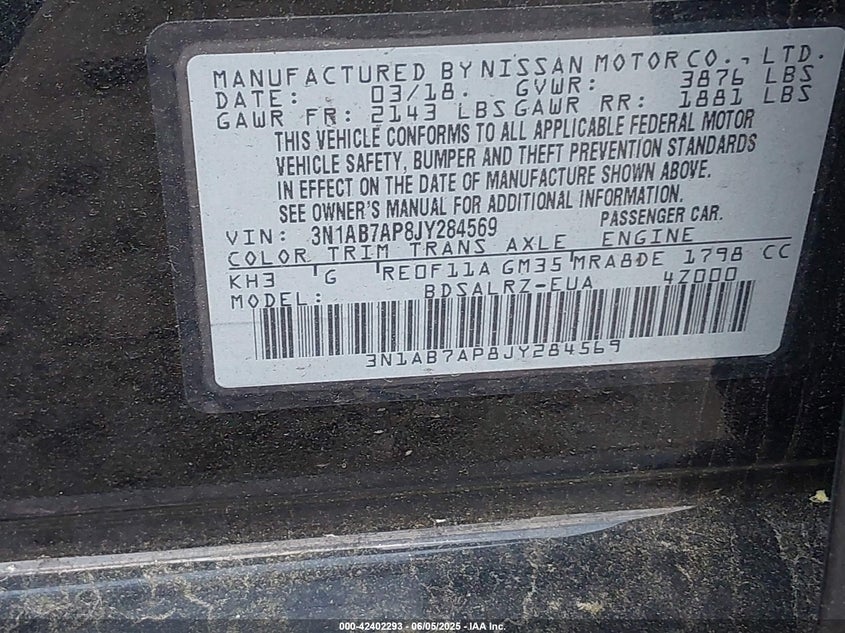 MANUFACTURED BY NISSAN MOTOR CO., LTD.
DATE: 03/18. GVWR: 3876 LBS
GAWR FR: 2143 LBS GAWR RR: 1881 LBS
THIS VEHICLE CONFORMS TO ALL APPLICABLE FEDERAL MOTOR
VEHICLE SAFETY, BUMPER AND THEFT PREVENTION STANDARDS
IN EFFECT ON THE DATE OF MANUFACTURE SHOWN ABOVE.
SEE OWNER'S MANUAL FOR ADDITIONAL INFORMATION.
VIN: 3N1AB7AP8JY284569 PASSENGER CAR.
COLOR TRIM TRANS AXLE ENGINE
KH3 G RE0F11A GM35 MRA8DE 1798 CC
MODEL: BDSALRZ-EUA 4Z000
3N1AB7AP8JY284569
000-42402293 - 06/05/2025 - IAA Inc.